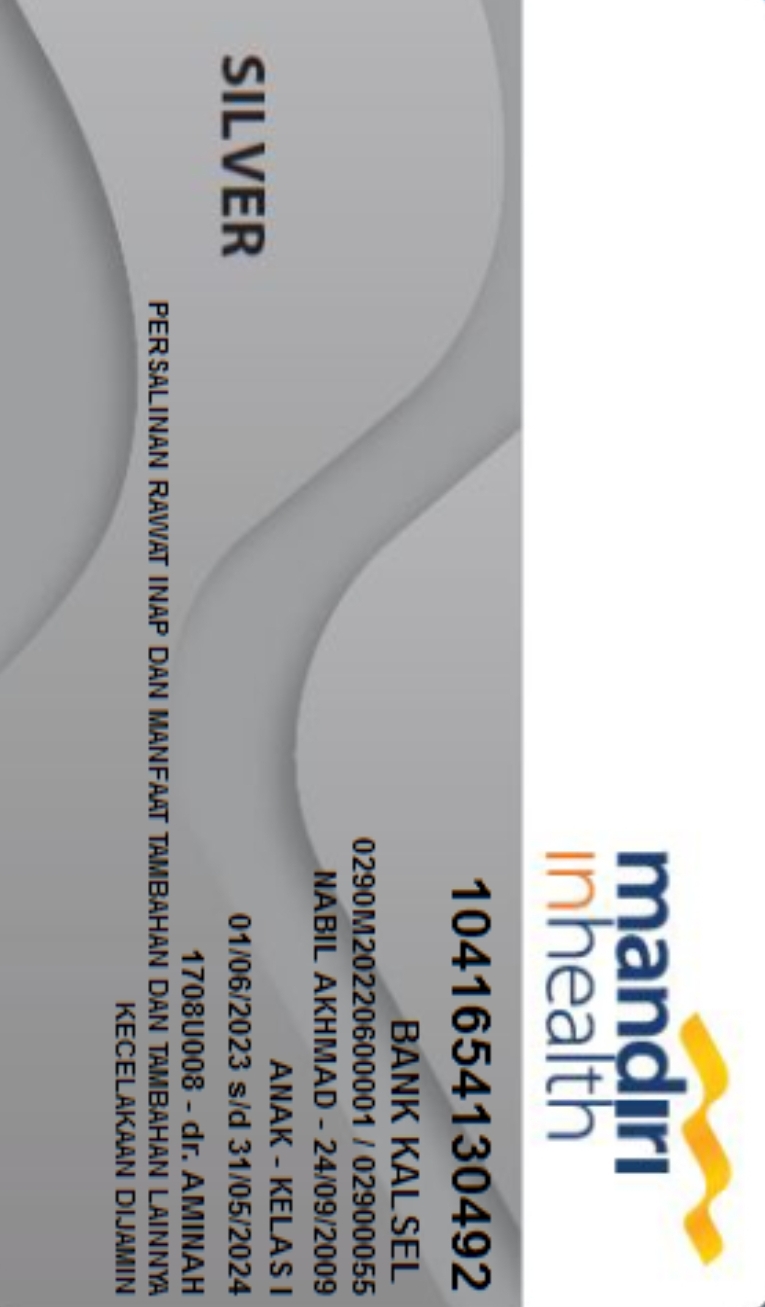 mandiri
inhealth
1041654130492
BANK KALSEL
0290M20220600001 / 02900055
NABIL AKHMAD - 24/09/2009
ANAK - KELAS I
01/06/2023 s/d 31/05/2024
1708U008 - dr. AMINAH
PERSALINAN RAWAT INAP DAN MANFAAT TAMBAHAN DAN TAMBAHAN LAINNYA
KECELAKAAN DIJAMIN
SILVER